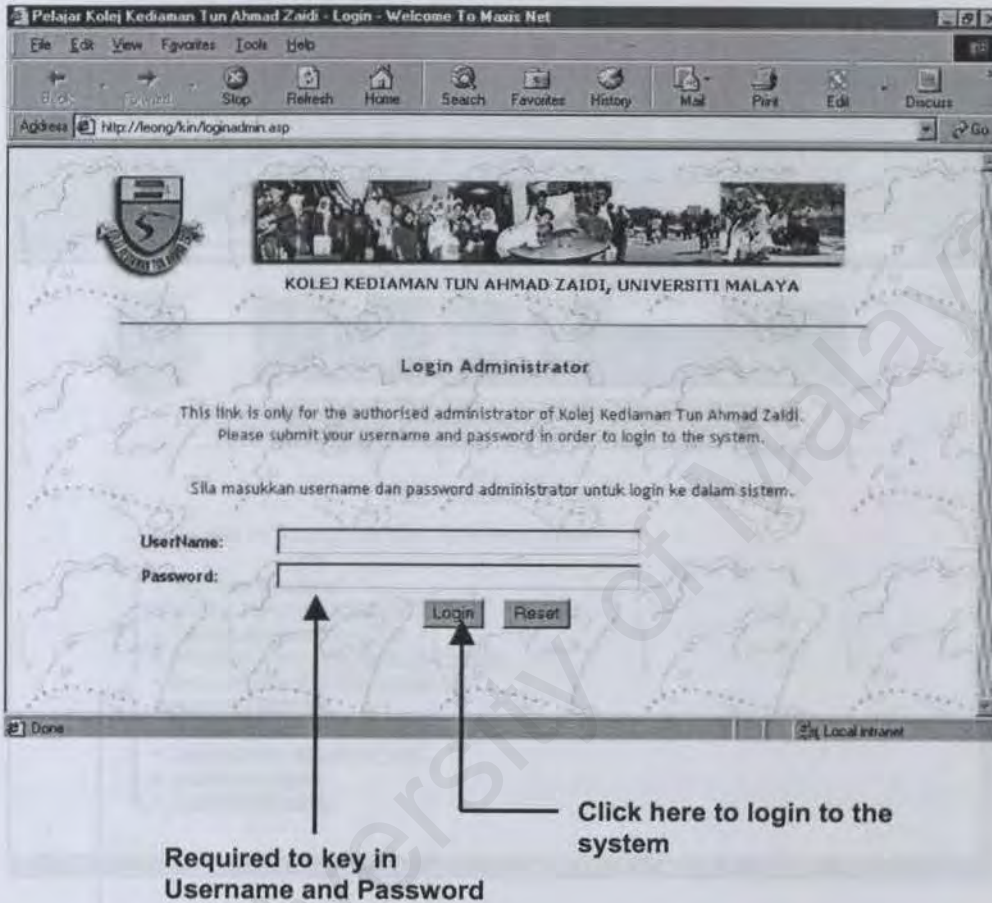 Pelajar Kolej Kediaman Tun Ahmad Zaidi - Login - Welcome To Maxis Net
File Edit View Favorites Tools Help
Back Forward Stop Refresh Home Search Favorites History Mail Print Edit Discuss
Address http://leong/kin/loginadmin.asp Go
KOLEJ KEDIAMAN TUN AHMAD ZAIDI, UNIVERSITI MALAYA
Login Administrator
This link is only for the authorised administrator of Kolej Kediaman Tun Ahmad Zaidi.
Please submit your username and password in order to login to the system.
Sila masukkan username dan password administrator untuk login ke dalam sistem.
UserName:
Password:
Login Reset
Done Local intranet
Click here to login to the
system
Required to key in
Username and Password
University of Malaya